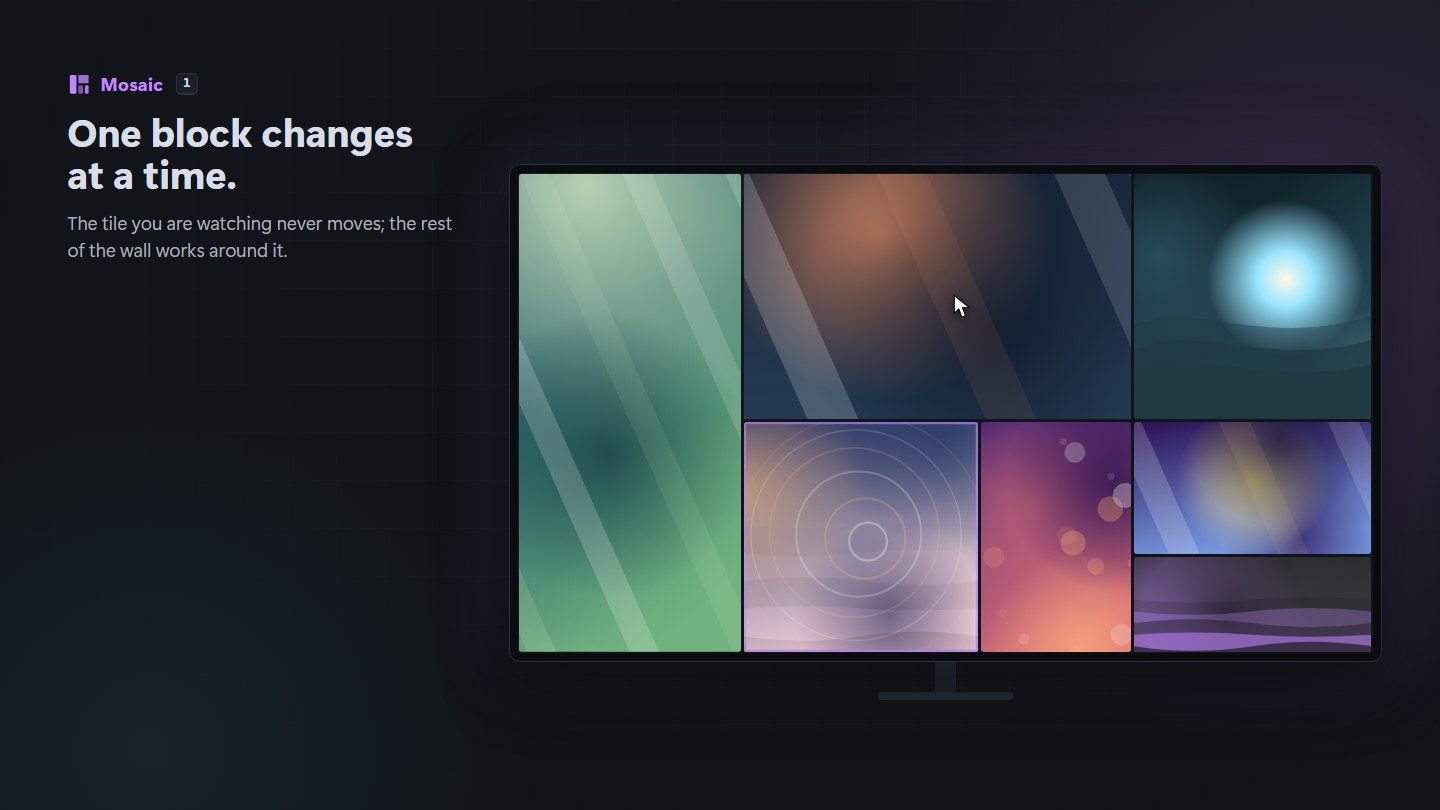 Mosaic 1
One block changes
at a time.
The tile you are watching never moves; the rest
of the wall works around it.